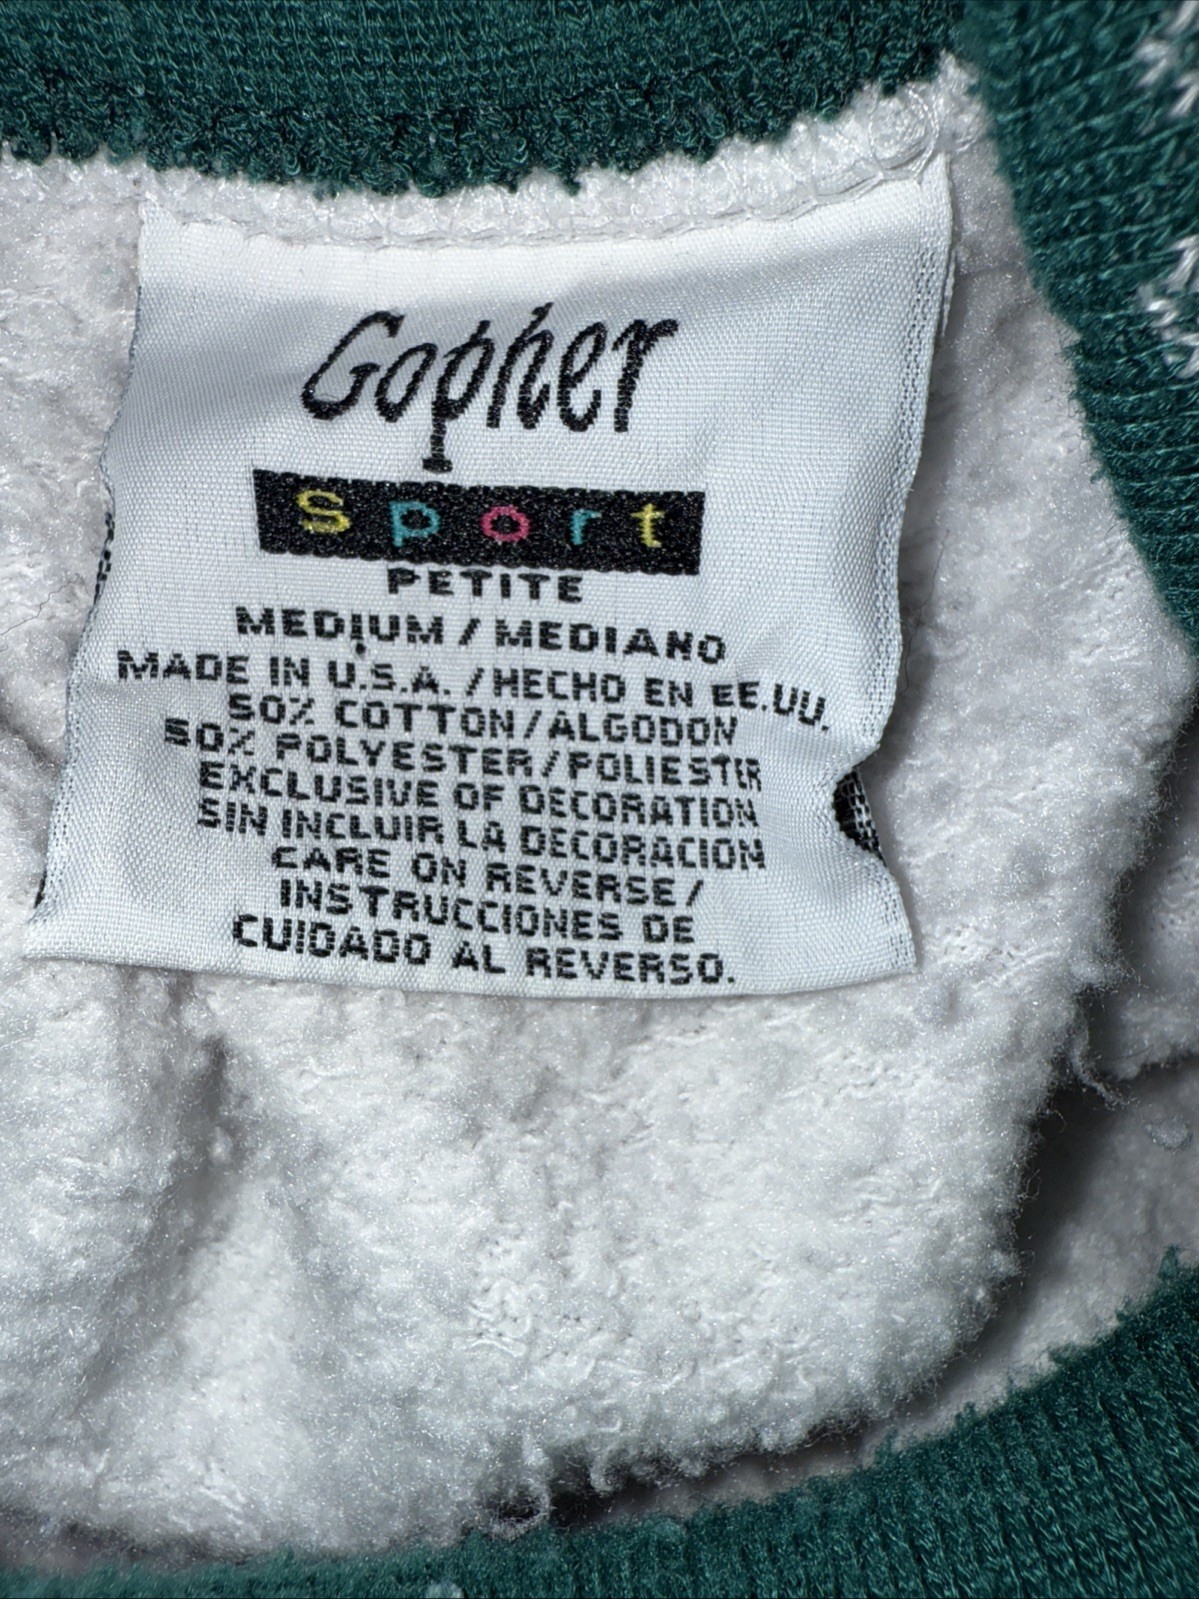 Gopher
Sport
PETITE
MEDIUM / MEDIANO
MADE IN U.S.A. / HECHO EN EE.UU.
50% COTTON / ALGODON
50% POLYESTER / POLIESTER
EXCLUSIVE OF DECORATION
SIN INCLUIR LA DECORACION
CARE ON REVERSE /
INSTRUCCIONES DE
CUIDADO AL REVERSO.